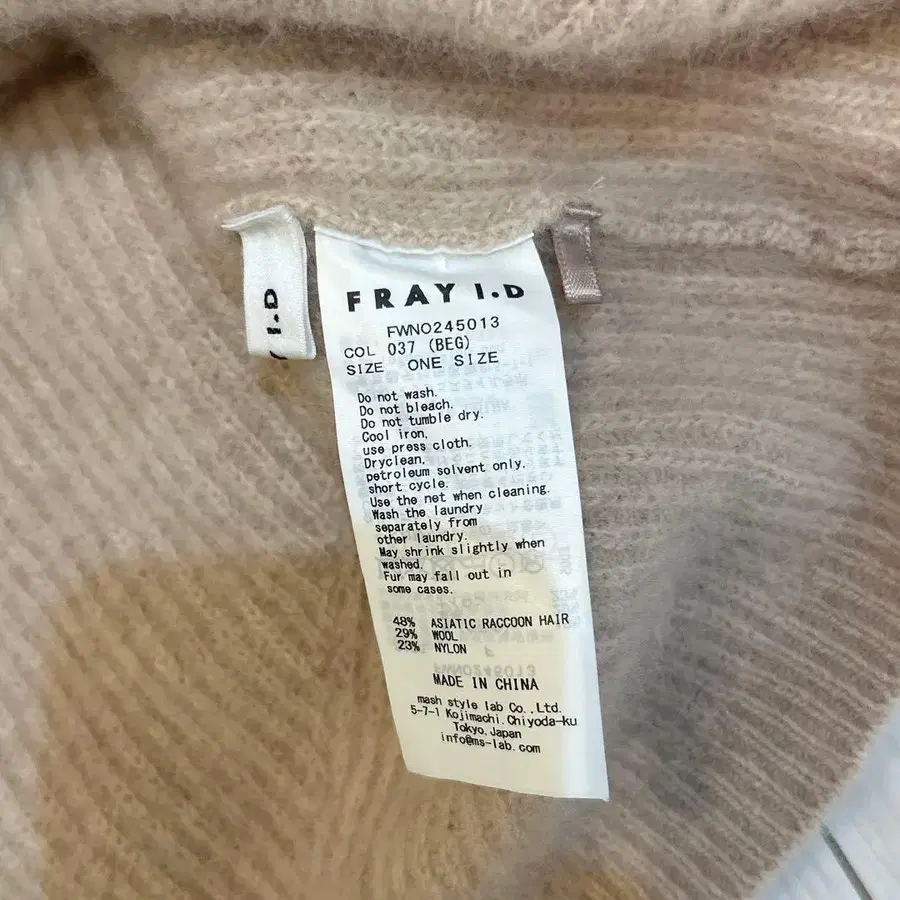 I.D
FRAY I.D
FWNO245013
COL 037 (BEG)
SIZE ONE SIZE
Do not wash.
Do not bleach.
Do not tumble dry.
Cool iron,
use press cloth.
Dryclean,
petroleum solvent only.
short cycle.
Use the net when cleaning.
Wash the laundry
separately from
other laundry.
May shrink slightly when
washed.
Fur may fall out in
some cases.
48% ASIATIC RACCOON HAIR
29% WOOL
23% NYLON
MADE IN CHINA
mash style lab Co.,Ltd.
5-7-1 Kojimachi,Chiyoda-ku
Tokyo,Japan
info@ms-lab.com